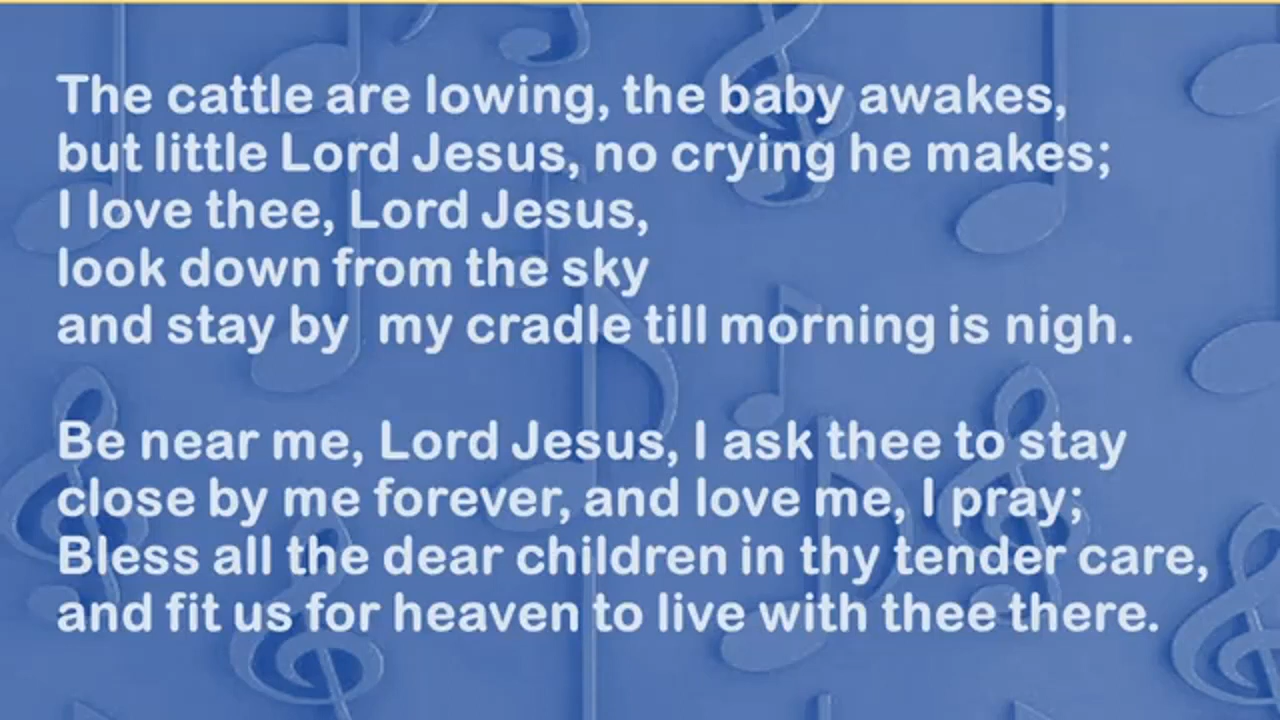 The cattle are lowing, the baby awakes,
but little Lord Jesus, no crying he makes;
I love thee, Lord Jesus,
look down from the sky
and stay by  my cradle till morning is nigh.

Be near me, Lord Jesus, I ask thee to stay
close by me forever, and love me, I pray;
Bless all the dear children in thy tender care,
and fit us for heaven to live with thee there.